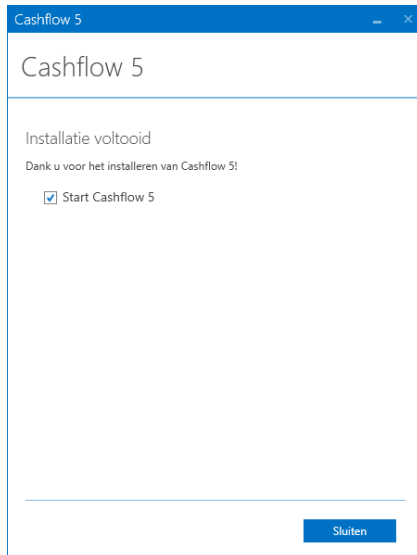 Cashflow 5
Cashflow 5
Installatie voltooid
Dank u voor het installeren van Cashflow 5!
Start Cashflow 5
Sluiten